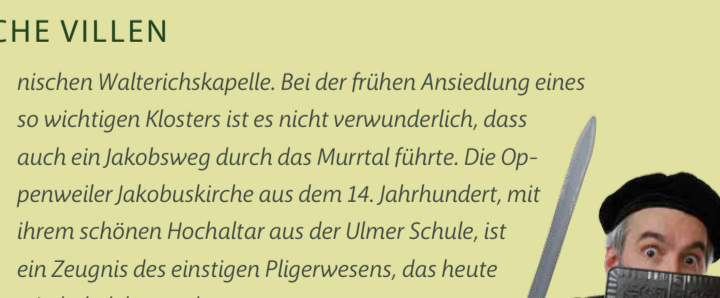 CHE VILLEN
nischen Walterichskapelle. Bei der frühen Ansiedlung eines
so wichtigen Klosters ist es nicht verwunderlich, dass
auch ein Jakobsweg durch das Murrtal führte. Die Op-
penweiler Jakobuskirche aus dem 14. Jahrhundert, mit
ihrem schönen Hochaltar aus der Ulmer Schule, ist
ein Zeugnis des einstigen Pligerwesens, das heute